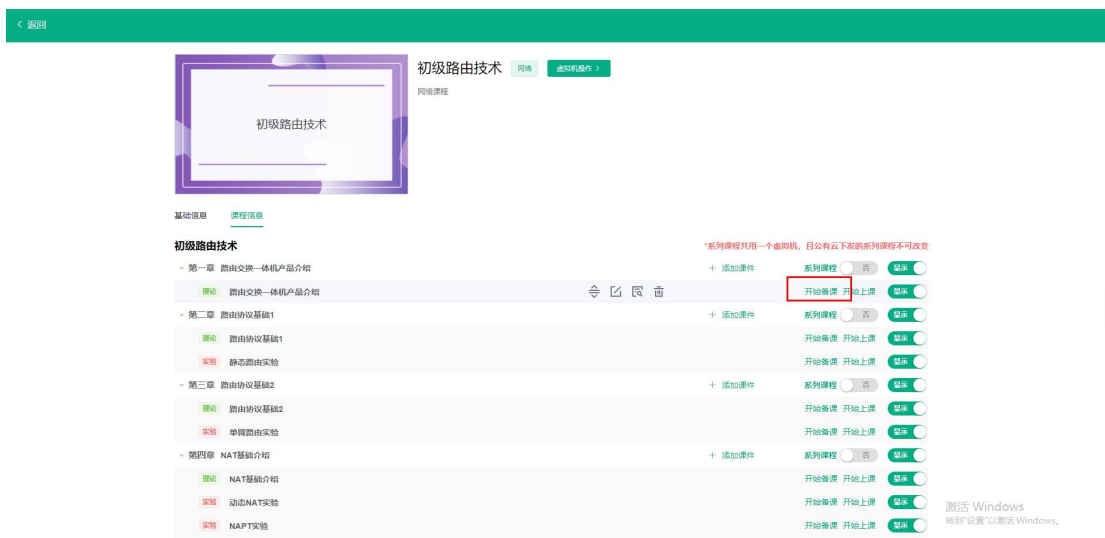 < 返回
初级路由技术
初级路由技术 网络 虚拟机操作 >
网络课程
基础信息 课程信息
初级路由技术 *系列课程共用一个虚拟机，且公有云下发的系列课程不可改变
第一章 路由交换一体机产品介绍 + 添加课件 系列课程 否 显示
理论 路由交换一体机产品介绍 开始备课 开始上课 显示
第二章 路由协议基础1 + 添加课件 系列课程 否 显示
理论 路由协议基础1 开始备课 开始上课 显示
实验 静态路由实验 开始备课 开始上课 显示
第三章 路由协议基础2 + 添加课件 系列课程 否 显示
理论 路由协议基础2 开始备课 开始上课 显示
实验 单臂路由实验 开始备课 开始上课 显示
第四章 NAT基础介绍 + 添加课件 系列课程 否 显示
理论 NAT基础介绍 开始备课 开始上课 显示
实验 动态NAT实验 开始备课 开始上课 显示
实验 NAPT实验 开始备课 开始上课 显示
激活 Windows
转到"设置"以激活 Windows。